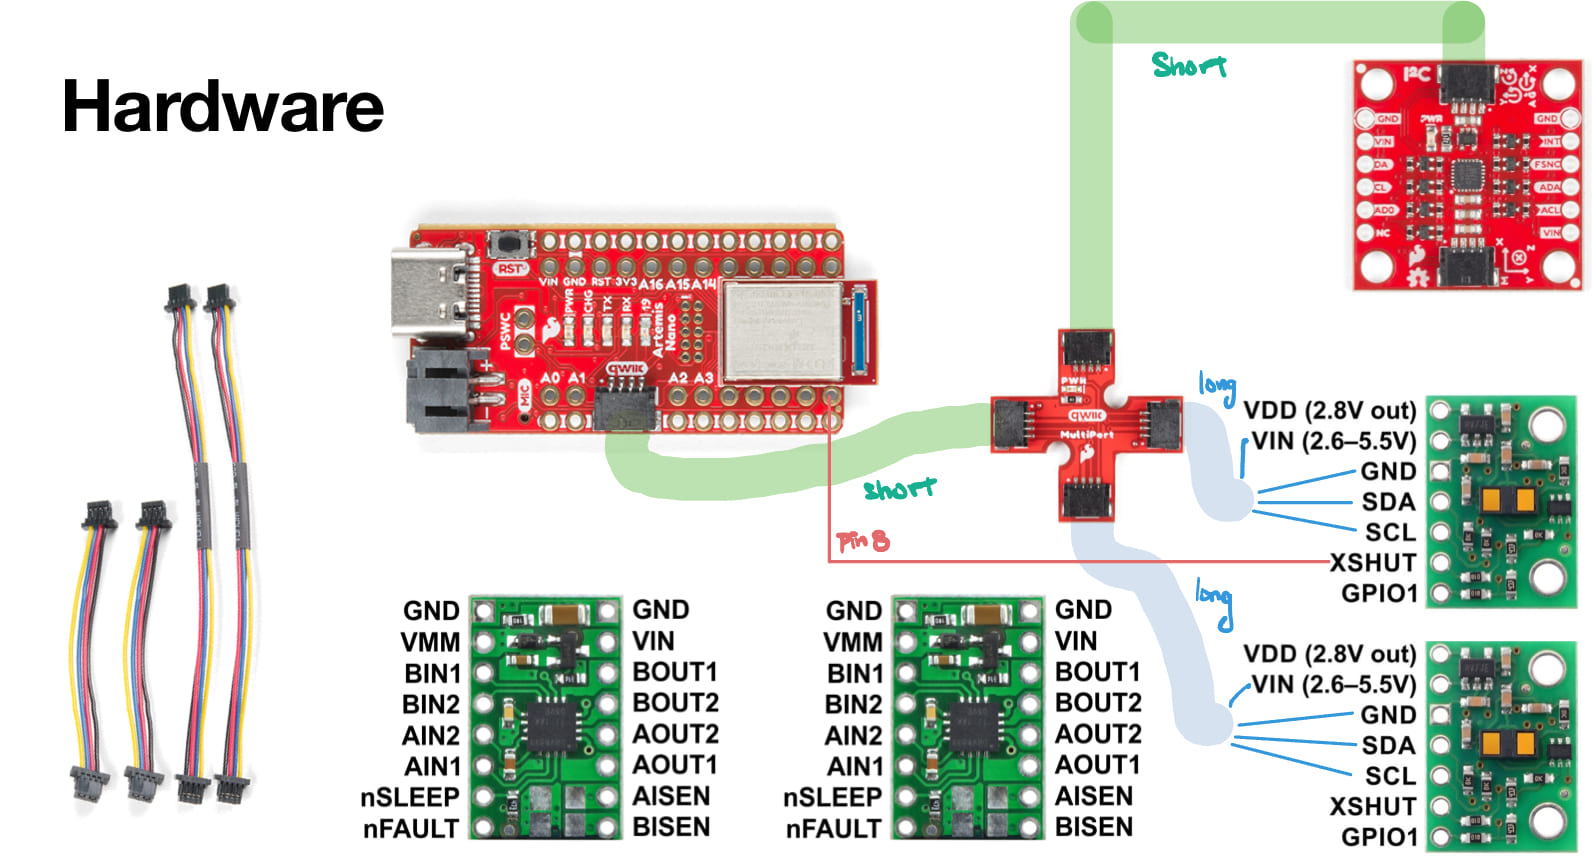 Hardware
Short
I²C
GND
VIN
DA
CL
AD0
NC
PWR
GND
INT
FSNC
ADA
ACL
VIN
RST
VIN GND RST 3V3 A16 A15 A14
PSWC
PWR
CHG
TX
RX
19
Artemis
Nano
qwiic
MIC
A0 A1
A2 A3
short
Pin 8
PWR
qwiic
MultiPort
long
long
VDD (2.8V out)
VIN (2.6–5.5V)
GND
SDA
SCL
XSHUT
GPIO1
VDD (2.8V out)
VIN (2.6–5.5V)
GND
SDA
SCL
XSHUT
GPIO1
GND
VMM
BIN1
BIN2
AIN2
AIN1
nSLEEP
nFAULT
GND
VIN
BOUT1
BOUT2
AOUT2
AOUT1
AISEN
BISEN
GND
VMM
BIN1
BIN2
AIN2
AIN1
nSLEEP
nFAULT
GND
VIN
BOUT1
BOUT2
AOUT2
AOUT1
AISEN
BISEN